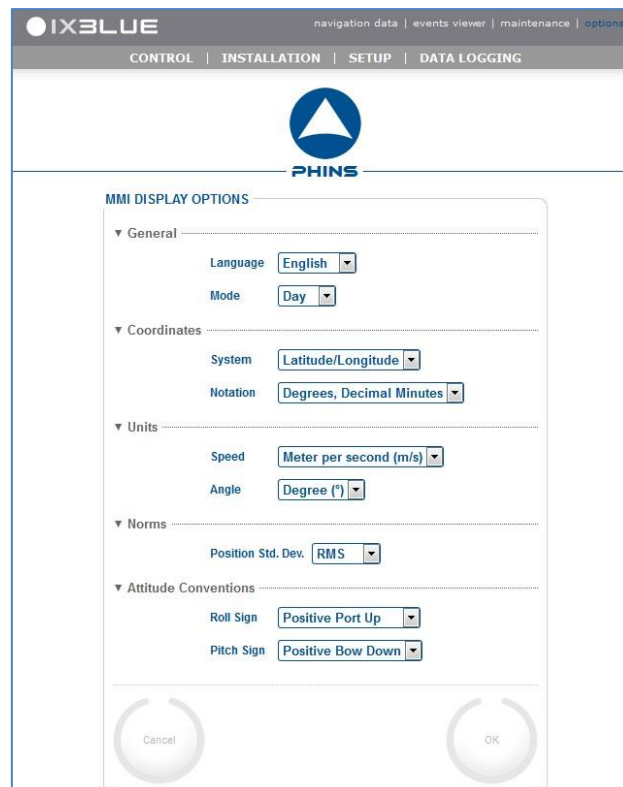 IXBLUE
navigation data | events viewer | maintenance | options
CONTROL | INSTALLATION | SETUP | DATA LOGGING
PHINS
MMI DISPLAY OPTIONS
▼ General
Language English
Mode Day
▼ Coordinates
System Latitude/Longitude
Notation Degrees, Decimal Minutes
▼ Units
Speed Meter per second (m/s)
Angle Degree (°)
▼ Norms
Position Std. Dev. RMS
▼ Attitude Conventions
Roll Sign Positive Port Up
Pitch Sign Positive Bow Down
Cancel OK